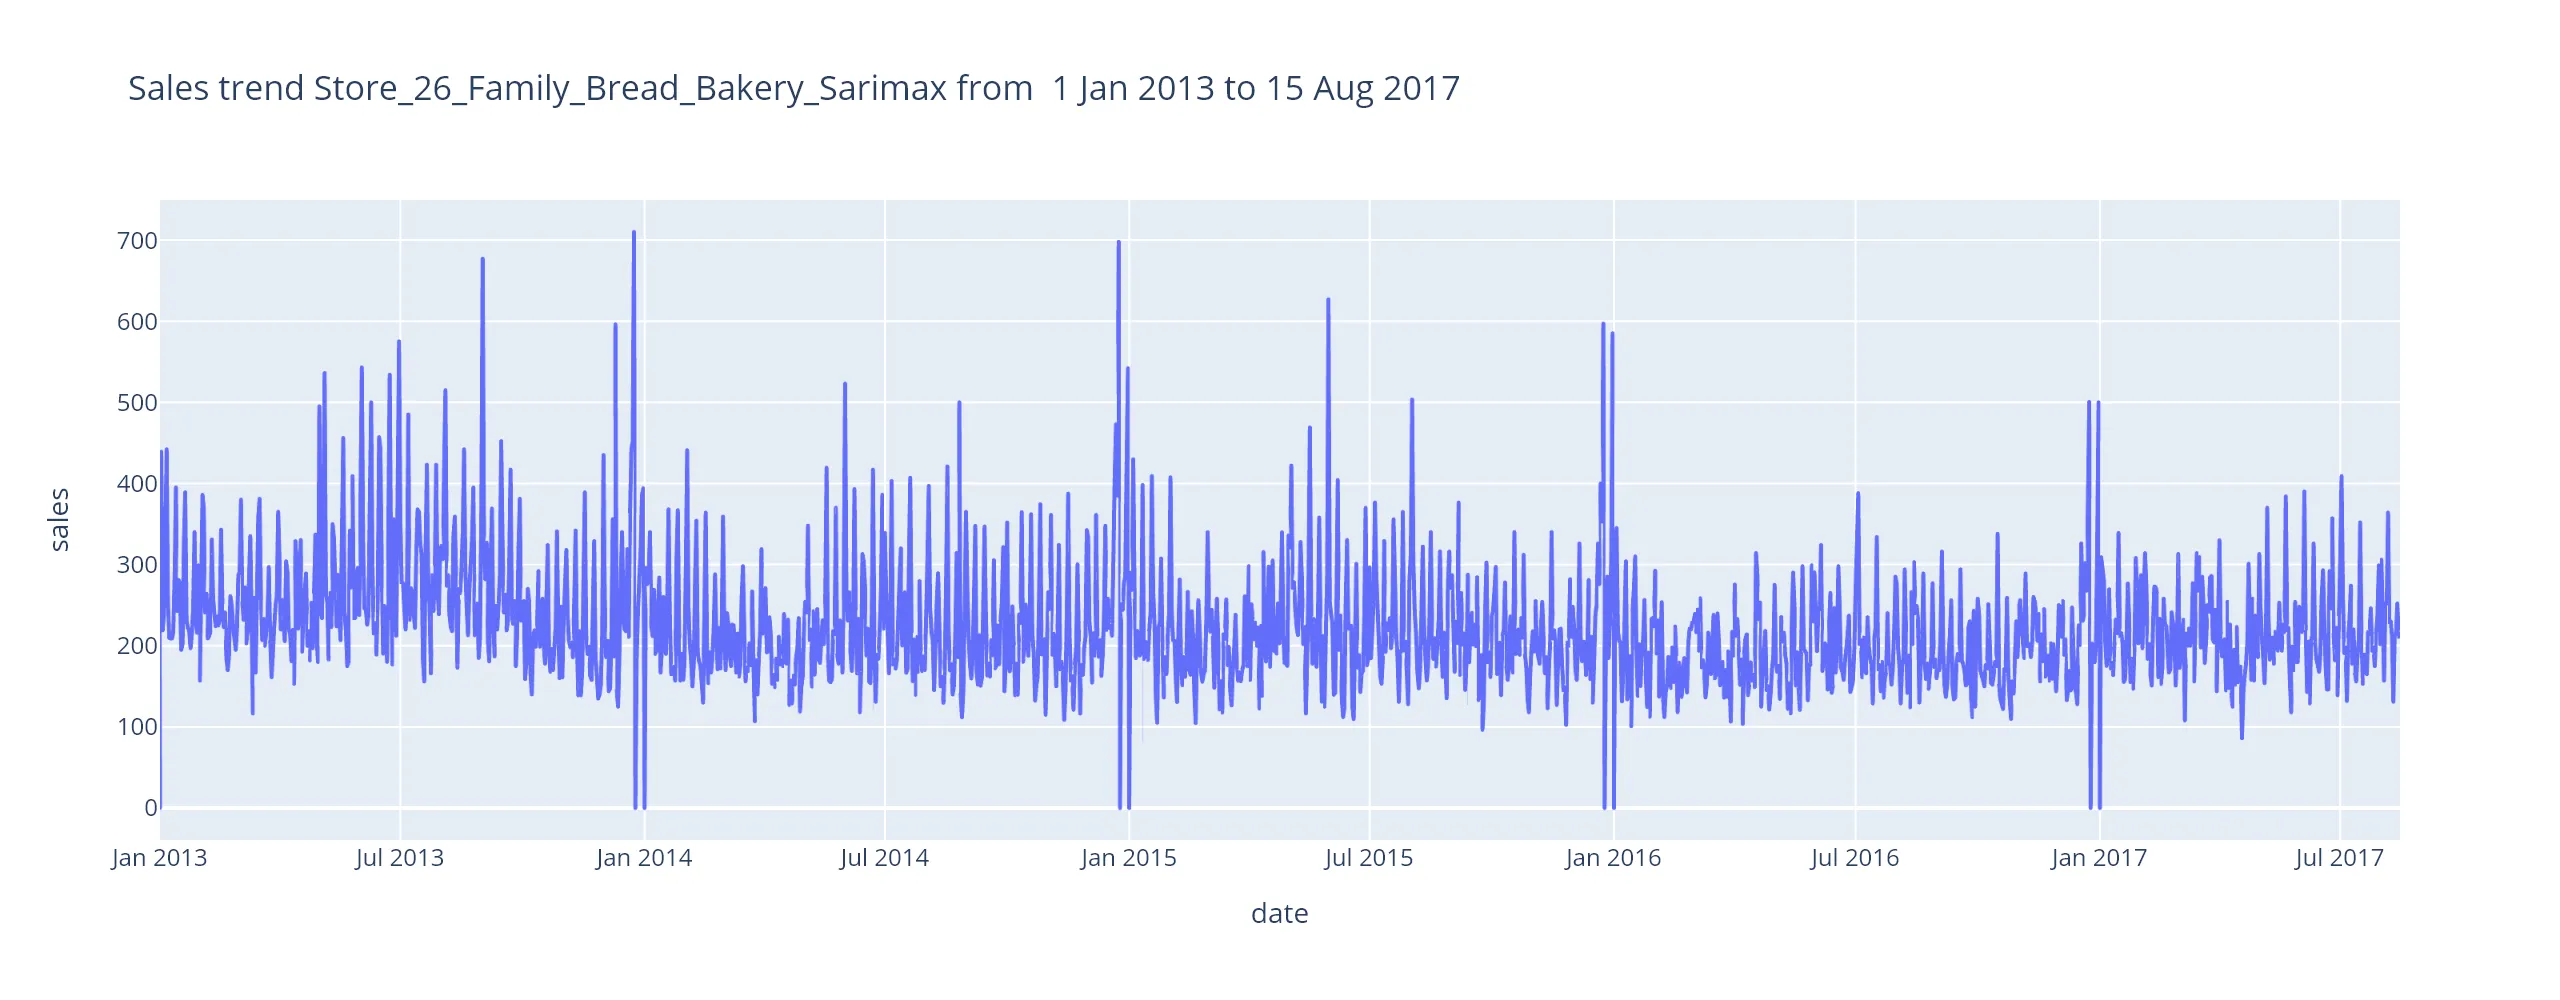 Sales trend Store_26_Family_Bread_Bakery_Sarimax from  1 Jan 2013 to 15 Aug 2017
700
600
500
400
300
200
100
0
sales
Jan 2013 Jul 2013 Jan 2014 Jul 2014 Jan 2015 Jul 2015 Jan 2016 Jul 2016 Jan 2017 Jul 2017
date